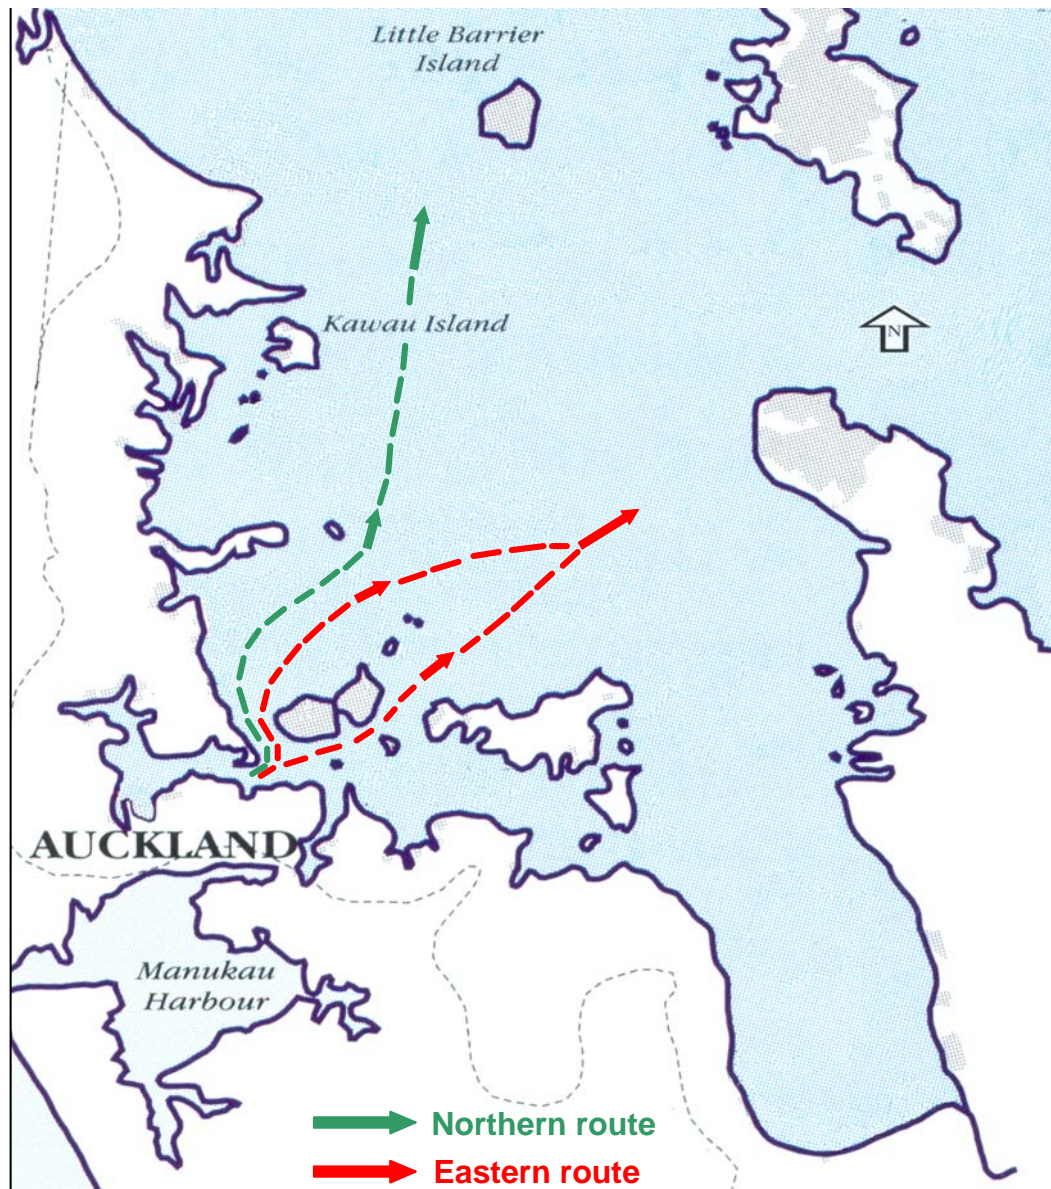 Little Barrier
Island
Kawau Island
N
AUCKLAND
Manukau
Harbour
Northern route
Eastern route